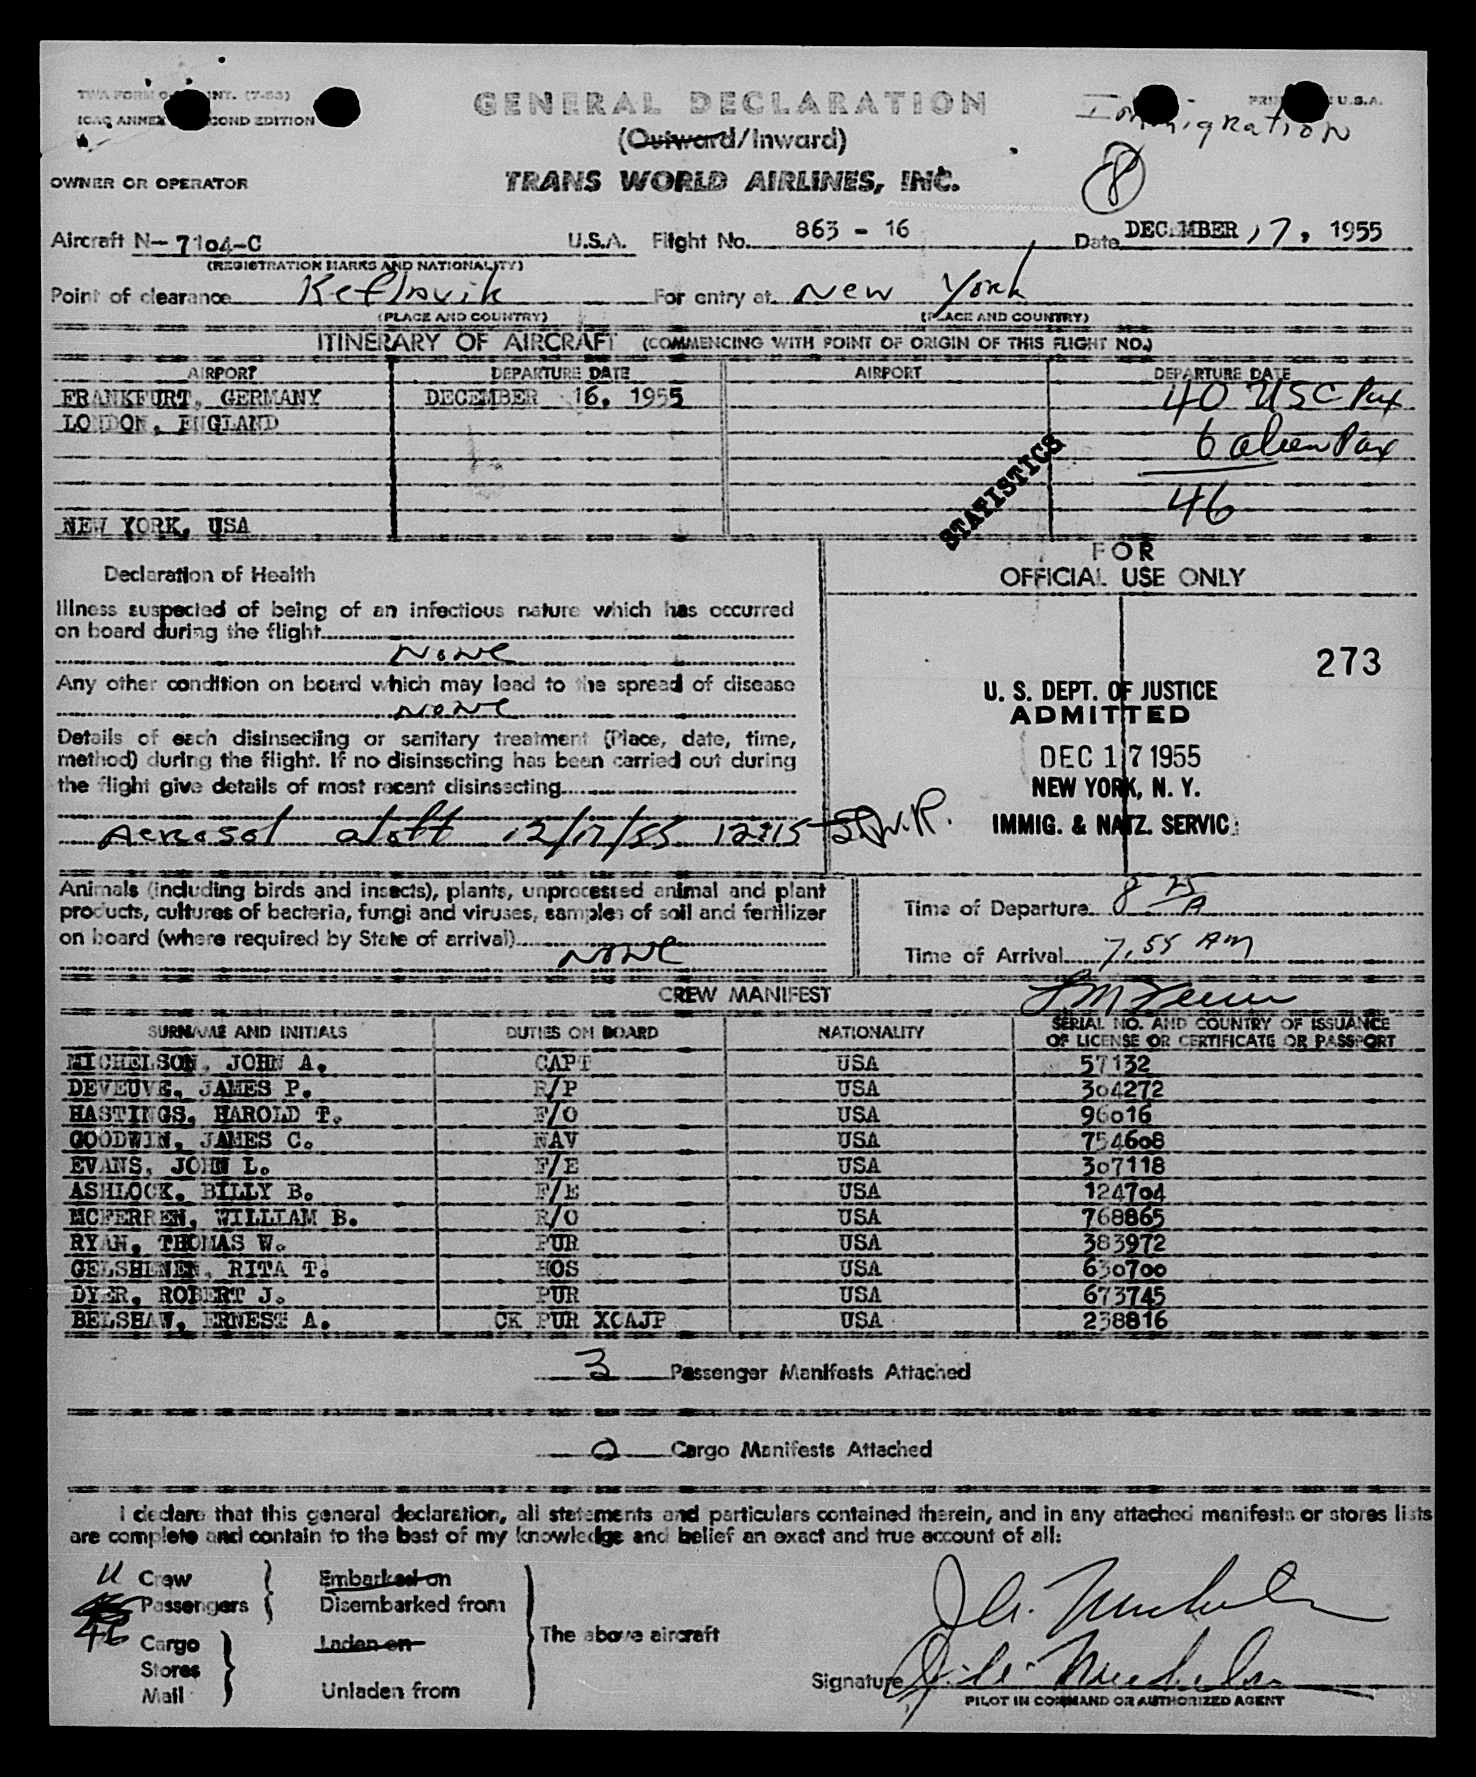 GENERAL DECLARATION
Immigration
ICAO ANNEX SECOND EDITION
(Outward/Inward)
8
OWNER OR OPERATOR
TRANS WORLD AIRLINES, INC.
Aircraft N-7104-C U.S.A. Flight No. 863 - 16 Date DECEMBER 17, 1955
(REGISTRATION MARKS AND NATIONALITY)
Point of clearance Keflavik For entry at New York
(PLACE AND COUNTRY) (PLACE AND COUNTRY)
ITINERARY OF AIRCRAFT (COMMENCING WITH POINT OF ORIGIN OF THIS FLIGHT NO.)
AIRPORT DEPARTURE DATE AIRPORT DEPARTURE DATE
FRANKFURT, GERMANY DECEMBER 16, 1955 40 USC Pax
LONDON, ENGLAND 6 alien Pax
46
STATISTICS
NEW YORK, USA
FOR
OFFICIAL USE ONLY
Declaration of Health
Illness suspected of being of an infectious nature which has occurred
on board during the flight
None
Any other condition on board which may lead to the spread of disease
None
Details of each disinsecting or sanitary treatment (Place, date, time,
method) during the flight. If no disinsecting has been carried out during
the flight give details of most recent disinsecting
Aerosol aloft 12/17/55 1215
273
U. S. DEPT. OF JUSTICE
ADMITTED
DEC 17 1955
NEW YORK, N. Y.
IMMIG. & NATZ. SERVIC
Animals (including birds and insects), plants, unprocessed animal and plant
products, cultures of bacteria, fungi and viruses, samples of soil and fertilizer
on board (where required by State of arrival)
None
Time of Departure 8 25 A
Time of Arrival 7.55 AM
CREW MANIFEST
SURNAME AND INITIALS DUTIES ON BOARD NATIONALITY SERIAL NO. AND COUNTRY OF ISSUANCE
OF LICENSE OR CERTIFICATE OR PASSPORT
MICHELSON, JOHN A. CAPT USA 57132
DEVEUVE, JAMES P. R/P USA 304272
HASTINGS, HAROLD T. F/O USA 96016
GOODWIN, JAMES C. NAV USA 754608
EVANS, JOHN L. F/E USA 307118
ASHLOCK, BILLY B. F/E USA 124704
MCFERREN, WILLIAM B. R/O USA 768865
RYAN, THOMAS W. PUR USA 383972
GELSHENEN, RITA T. HOS USA 630700
DYER, ROBERT J. PUR USA 673745
BELSHAW, ERNEST A. CK PUR XCAJP USA 238816
3 Passenger Manifests Attached
0 Cargo Manifests Attached
I declare that this general declaration, all statements and particulars contained therein, and in any attached manifests or stores lists
are complete and contain to the best of my knowledge and belief an exact and true account of all:
11 Crew Embarked on
Passengers Disembarked from
46
Cargo Laden on
The above aircraft
Stores
Mail Unladen from
Signature J. A. Michelson
PILOT IN COMMAND OR AUTHORIZED AGENT